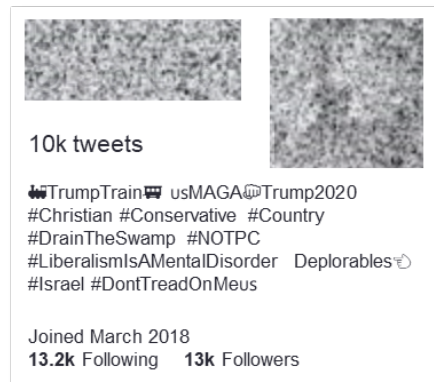 10k tweets
🚂TrumpTrain🚃 usMAGA👊Trump2020
#Christian #Conservative #Country
#DrainTheSwamp #NOTPC
#LiberalismIsAMentalDisorder Deplorables👈
#Israel #DontTreadOnMeus
Joined March 2018
13.2k Following 13k Followers